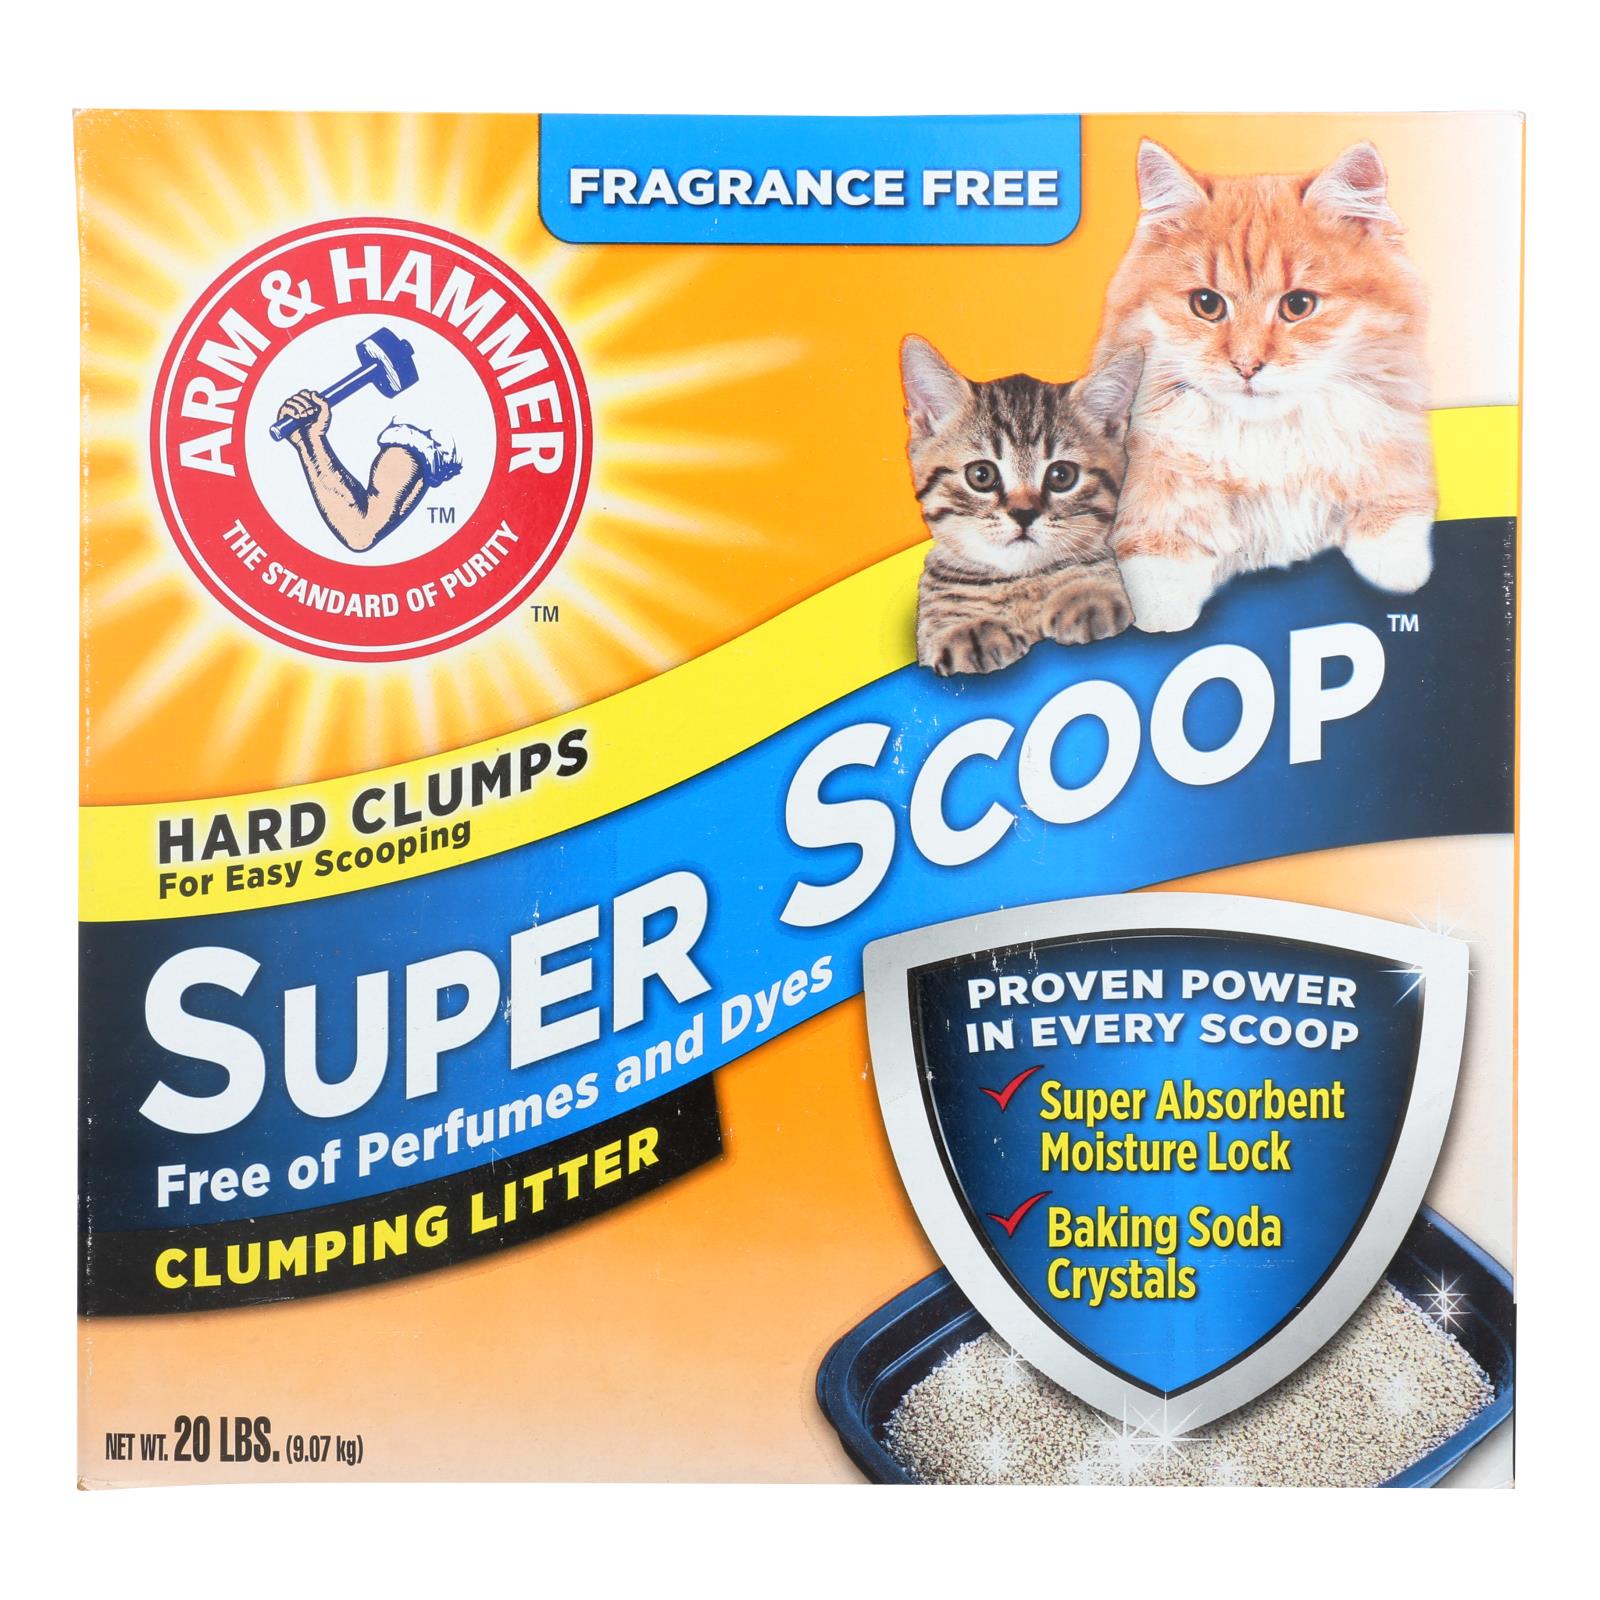 FRAGRANCE FREE
ARM & HAMMER
™
THE STANDARD OF PURITY
™
HARD CLUMPS
For Easy Scooping
SUPER SCOOP™
Free of Perfumes and Dyes
CLUMPING LITTER
PROVEN POWER
IN EVERY SCOOP
Super Absorbent
Moisture Lock
Baking Soda
Crystals
NET WT. 20 LBS. (9.07 kg)